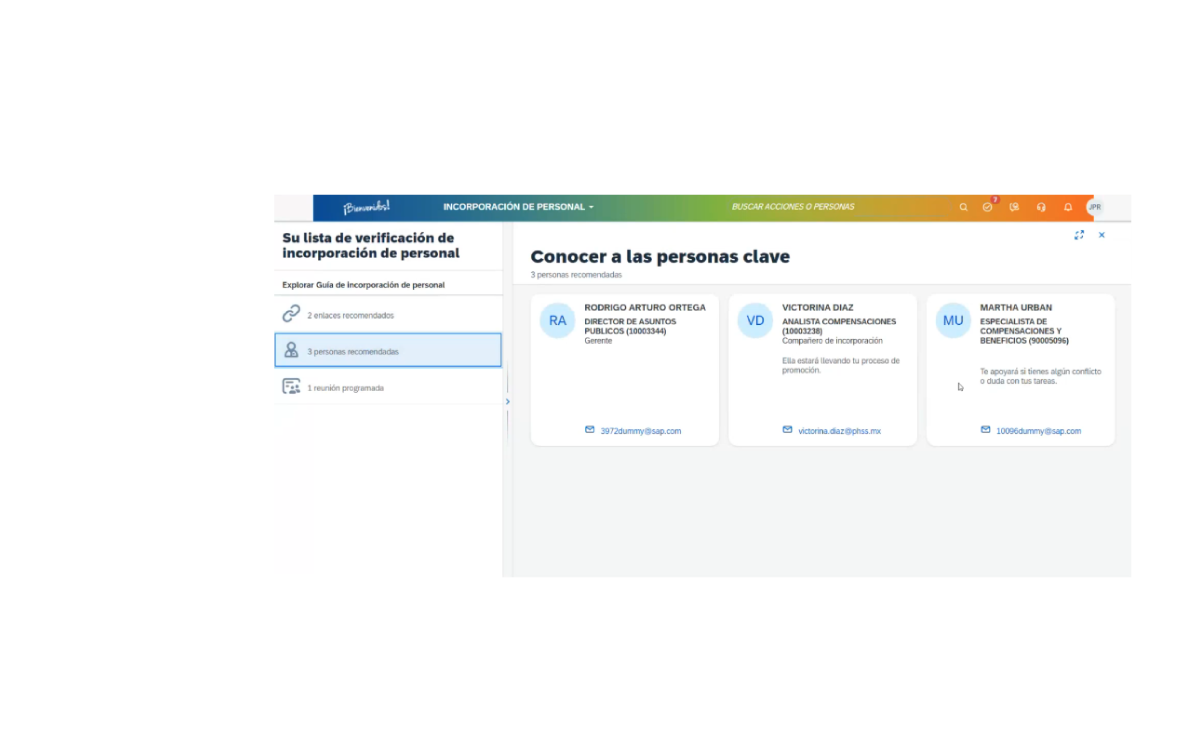 ¡Bienvenidos!
INCORPORACIÓN DE PERSONAL
BUSCAR ACCIONES O PERSONAS
7
JPR
Su lista de verificación de
incorporación de personal
Explorar Guía de incorporación de personal
2 enlaces recomendados
3 personas recomendadas
1 reunión programada
Conocer a las personas clave
3 personas recomendadas
RA
RODRIGO ARTURO ORTEGA
DIRECTOR DE ASUNTOS
PUBLICOS (10003344)
Gerente
3972dummy@sap.com
VD
VICTORINA DIAZ
ANALISTA COMPENSACIONES
(10003238)
Compañero de incorporación
Ella estará llevando tu proceso de
promoción.
victorina.diaz@phss.mx
MU
MARTHA URBAN
ESPECIALISTA DE
COMPENSACIONES Y
BENEFICIOS (90005096)
Te apoyará si tienes algún conflicto
o duda con tus tareas.
10096dummy@sap.com